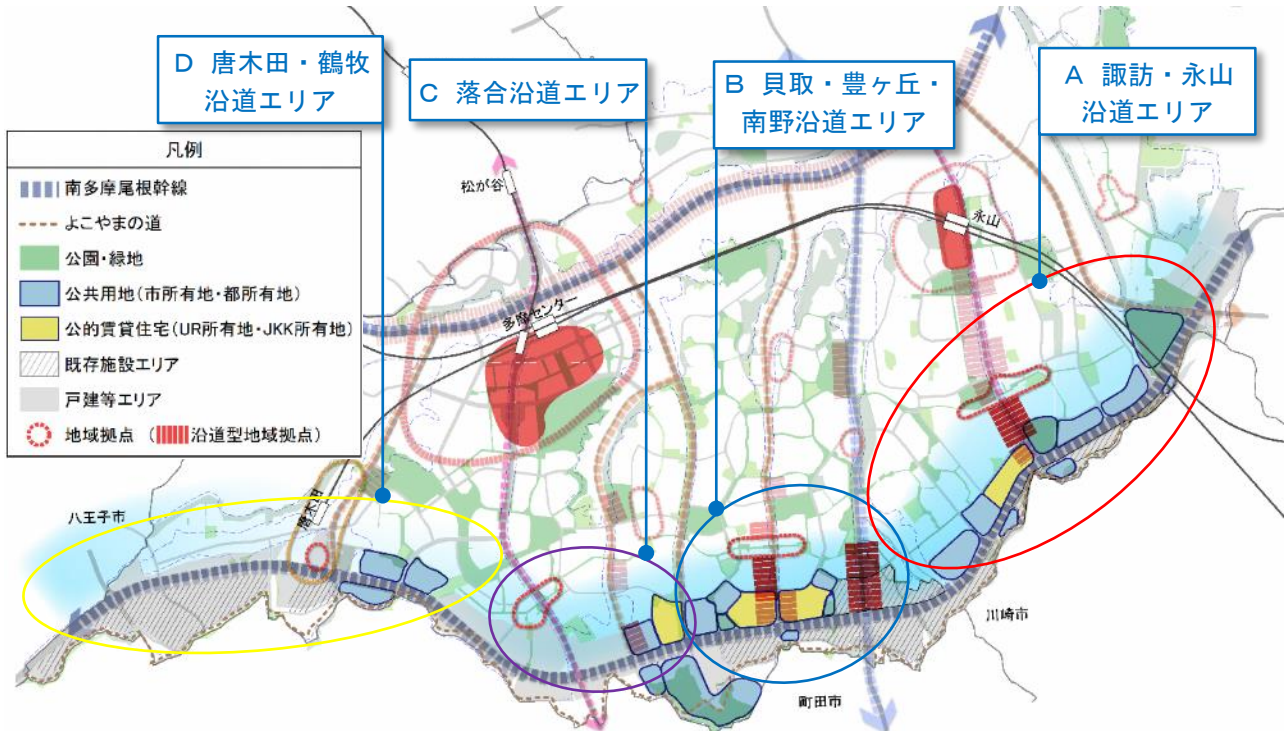 D 唐木田・鶴牧
沿道エリア
C 落合沿道エリア
B 貝取・豊ヶ丘・
南野沿道エリア
A 諏訪・永山
沿道エリア
凡例
南多摩尾根幹線
よこやまの道
公園・緑地
公共用地(市所有地・都所有地)
公的賃貸住宅(UR所有地・JKK所有地)
既存施設エリア
戸建等エリア
地域拠点 (沿道型地域拠点)
松が谷
永山
多摩センター
唐木田
八王子市
川崎市
町田市